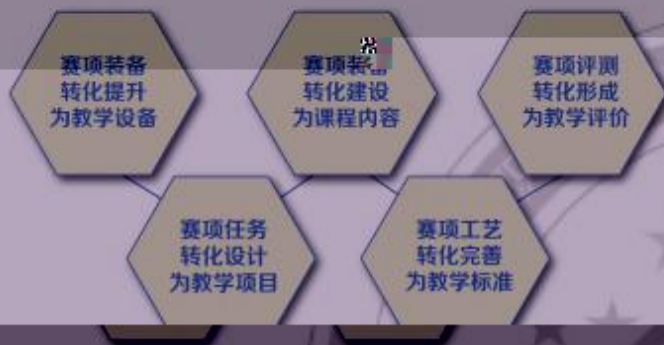 赛项装备
转化提升
为教学设备
赛项装
转化建设
为课程内容
赛项评测
转化形成
为教学评价
赛项任务
转化设计
为教学项目
赛项工艺
转化完善
为教学标准